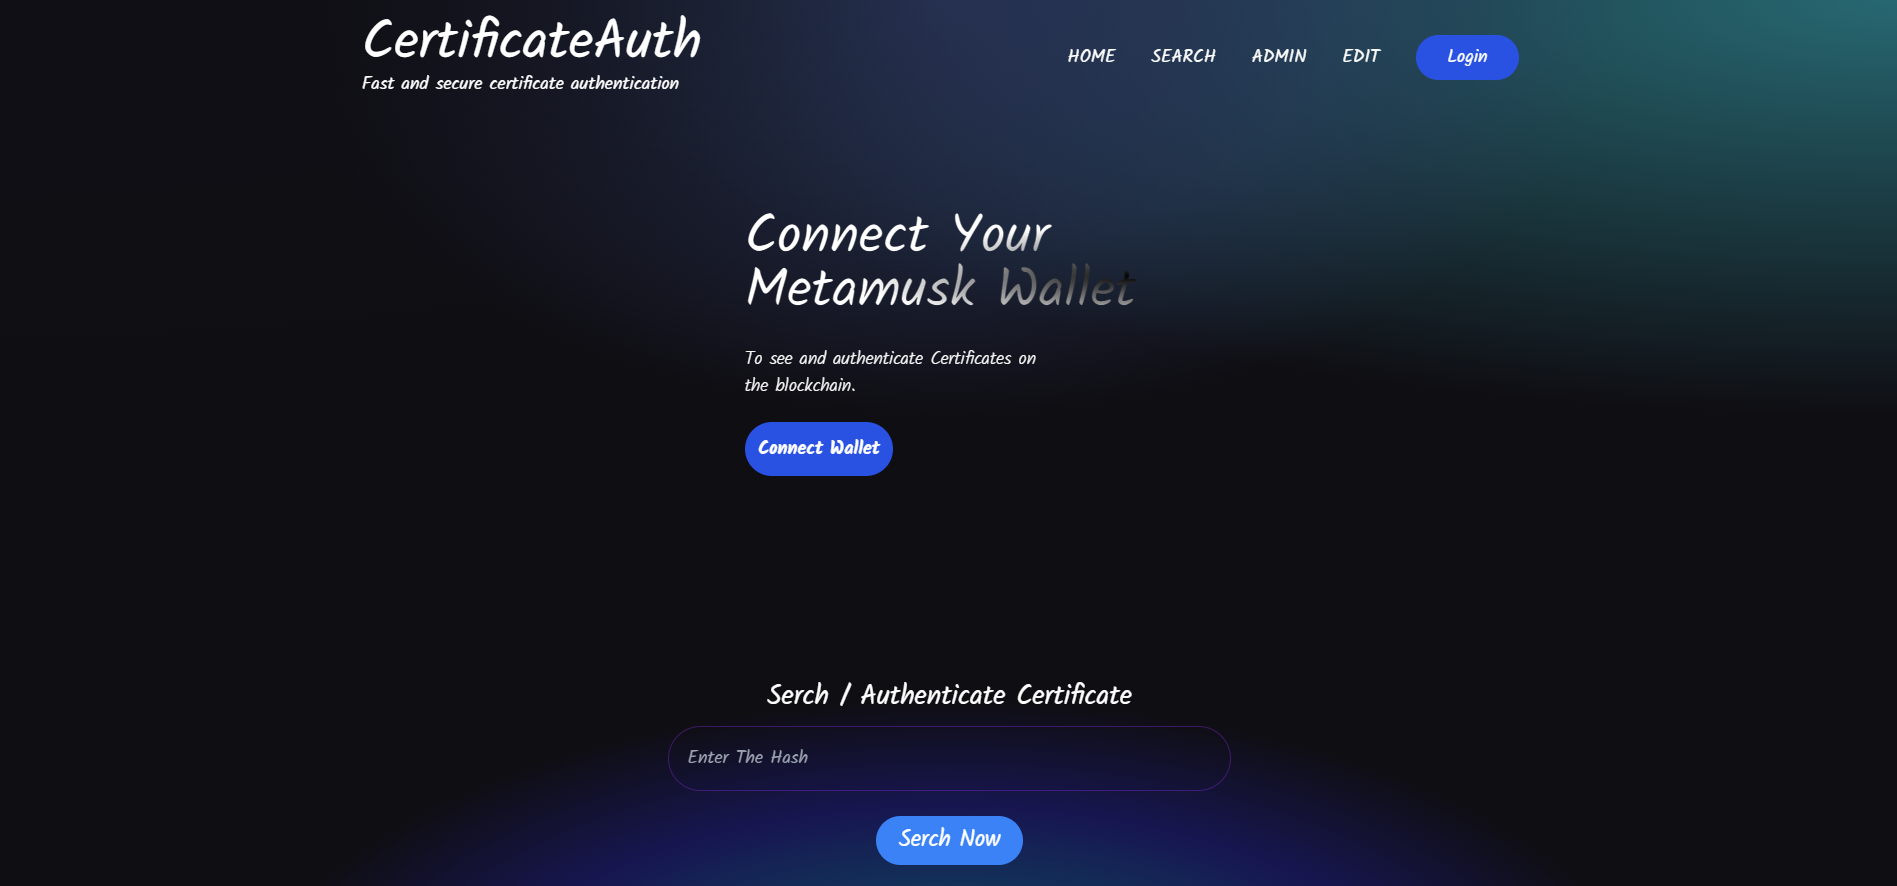 CertificateAuth
Fast and secure certificate authentication
HOME SEARCH ADMIN EDIT Login
Connect Your
Metamusk Wallet
To see and authenticate Certificates on
the blockchain.
Connect Wallet
Serch / Authenticate Certificate
Enter The Hash
Serch Now